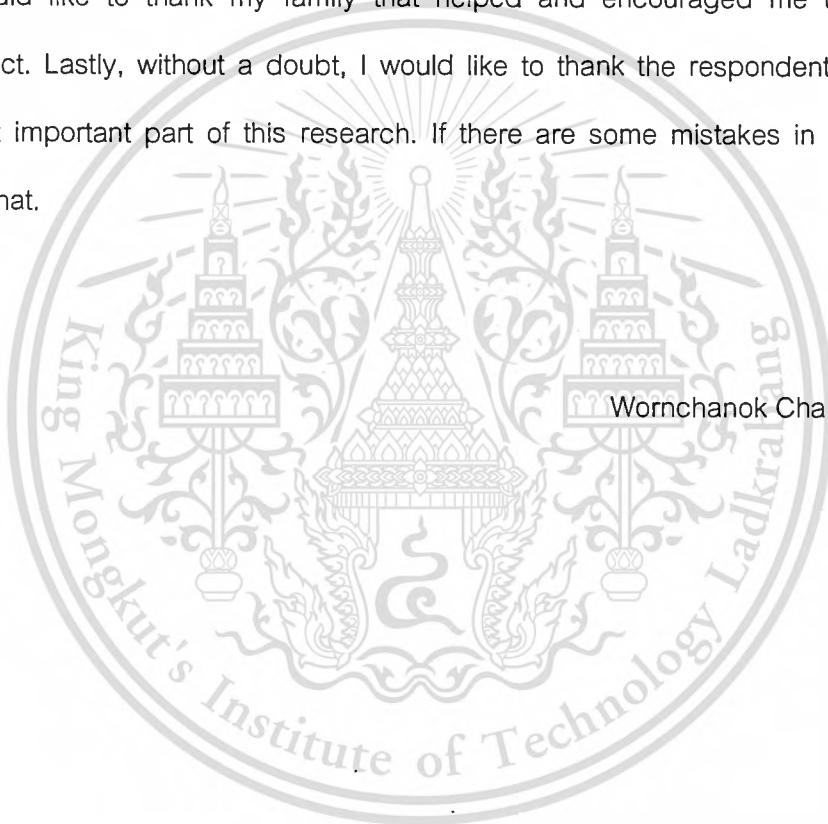 like to thank my family that helped and encouraged me
ct. Lastly, without a doubt, I would like to thank the respondent
important part of this research. If there are some mistakes in
hat.
Wornchanok Cha
King Mongkut's Institute of Technology Ladkrabang